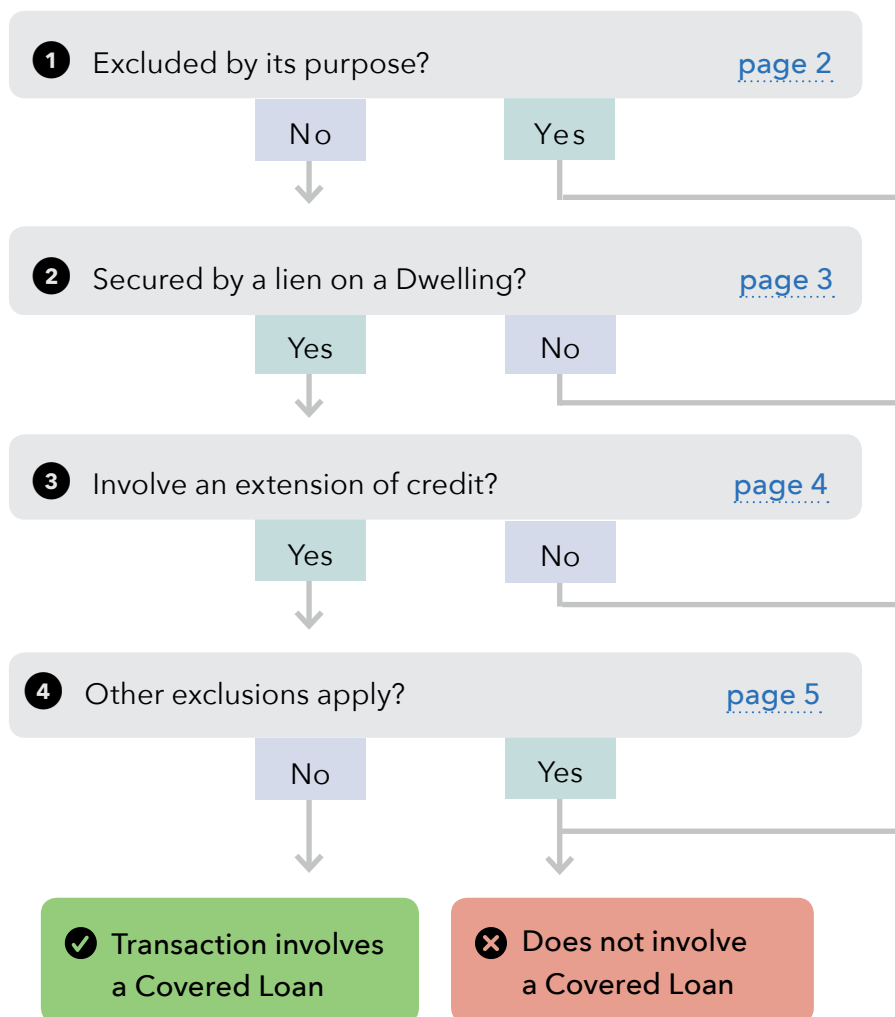 1 Excluded by its purpose? page 2
No Yes
2 Secured by a lien on a Dwelling? page 3
Yes No
3 Involve an extension of credit? page 4
Yes No
4 Other exclusions apply? page 5
No Yes
Transaction involves
a Covered Loan
Does not involve
a Covered Loan